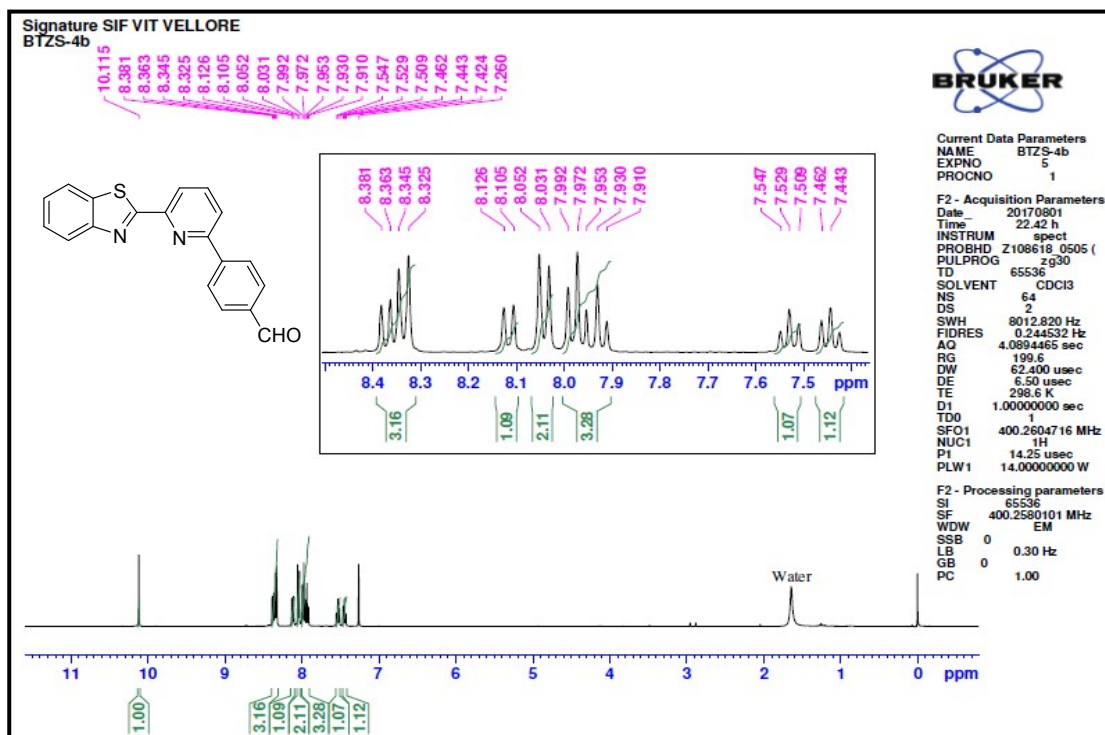 Signature SIF VIT VELLORE
BTZS-4b
10.115
8.381
8.363
8.345
8.325
8.126
8.105
8.052
8.031
7.992
7.972
7.953
7.930
7.910
7.547
7.529
7.509
7.462
7.443
7.424
7.260
BRUKER
Current Data Parameters
NAME BTZS-4b
EXPNO 5
PROCNO 1
F2 - Acquisition Parameters
Date_ 20170801
Time 22.42 h
INSTRUM spect
PROBHD Z108618_0505 (
PULPROG zg30
TD 65536
SOLVENT CDCl3
NS 64
DS 2
SWH 8012.820 Hz
FIDRES 0.244532 Hz
AQ 4.0894465 sec
RG 199.6
DW 62.400 usec
DE 6.50 usec
TE 298.6 K
D1 1.00000000 sec
TD0 1
SFO1 400.2604716 MHz
NUC1 1H
P1 14.25 usec
PLW1 14.00000000 W
F2 - Processing parameters
SI 65536
SF 400.2580101 MHz
WDW EM
SSB 0
LB 0.30 Hz
GB 0
PC 1.00
S
N
N
CHO
8.381
8.363
8.345
8.325
8.126
8.105
8.052
8.031
7.992
7.972
7.953
7.930
7.910
7.547
7.529
7.509
7.462
7.443
8.4 8.3 8.2 8.1 8.0 7.9 7.8 7.7 7.6 7.5 ppm
3.16 1.09 2.11 3.28 1.07 1.12
Water
11 10 9 8 7 6 5 4 3 2 1 0 ppm
1.00 3.16 1.09 2.11 3.28 1.07 1.12